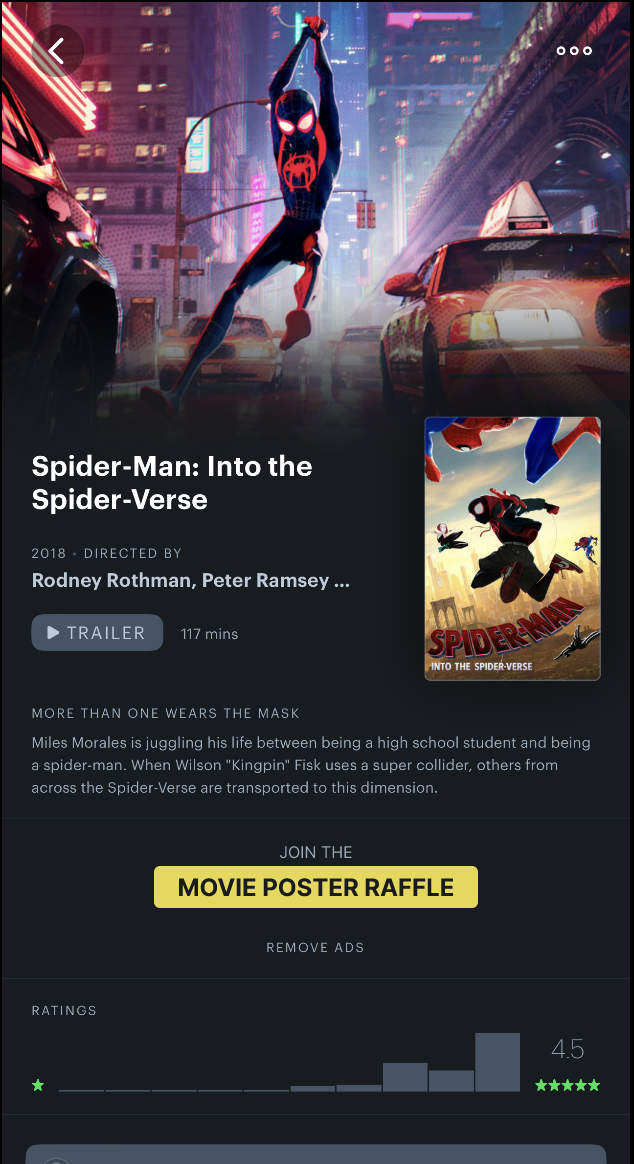 Spider-Man: Into the
Spider-Verse
2018 • DIRECTED BY
Rodney Rothman, Peter Ramsey ...
TRAILER
117 mins
SPIDER-MAN
INTO THE SPIDER-VERSE
MORE THAN ONE WEARS THE MASK
Miles Morales is juggling his life between being a high school student and being
a spider-man. When Wilson "Kingpin" Fisk uses a super collider, others from
across the Spider-Verse are transported to this dimension.
JOIN THE
MOVIE POSTER RAFFLE
REMOVE ADS
RATINGS
4.5